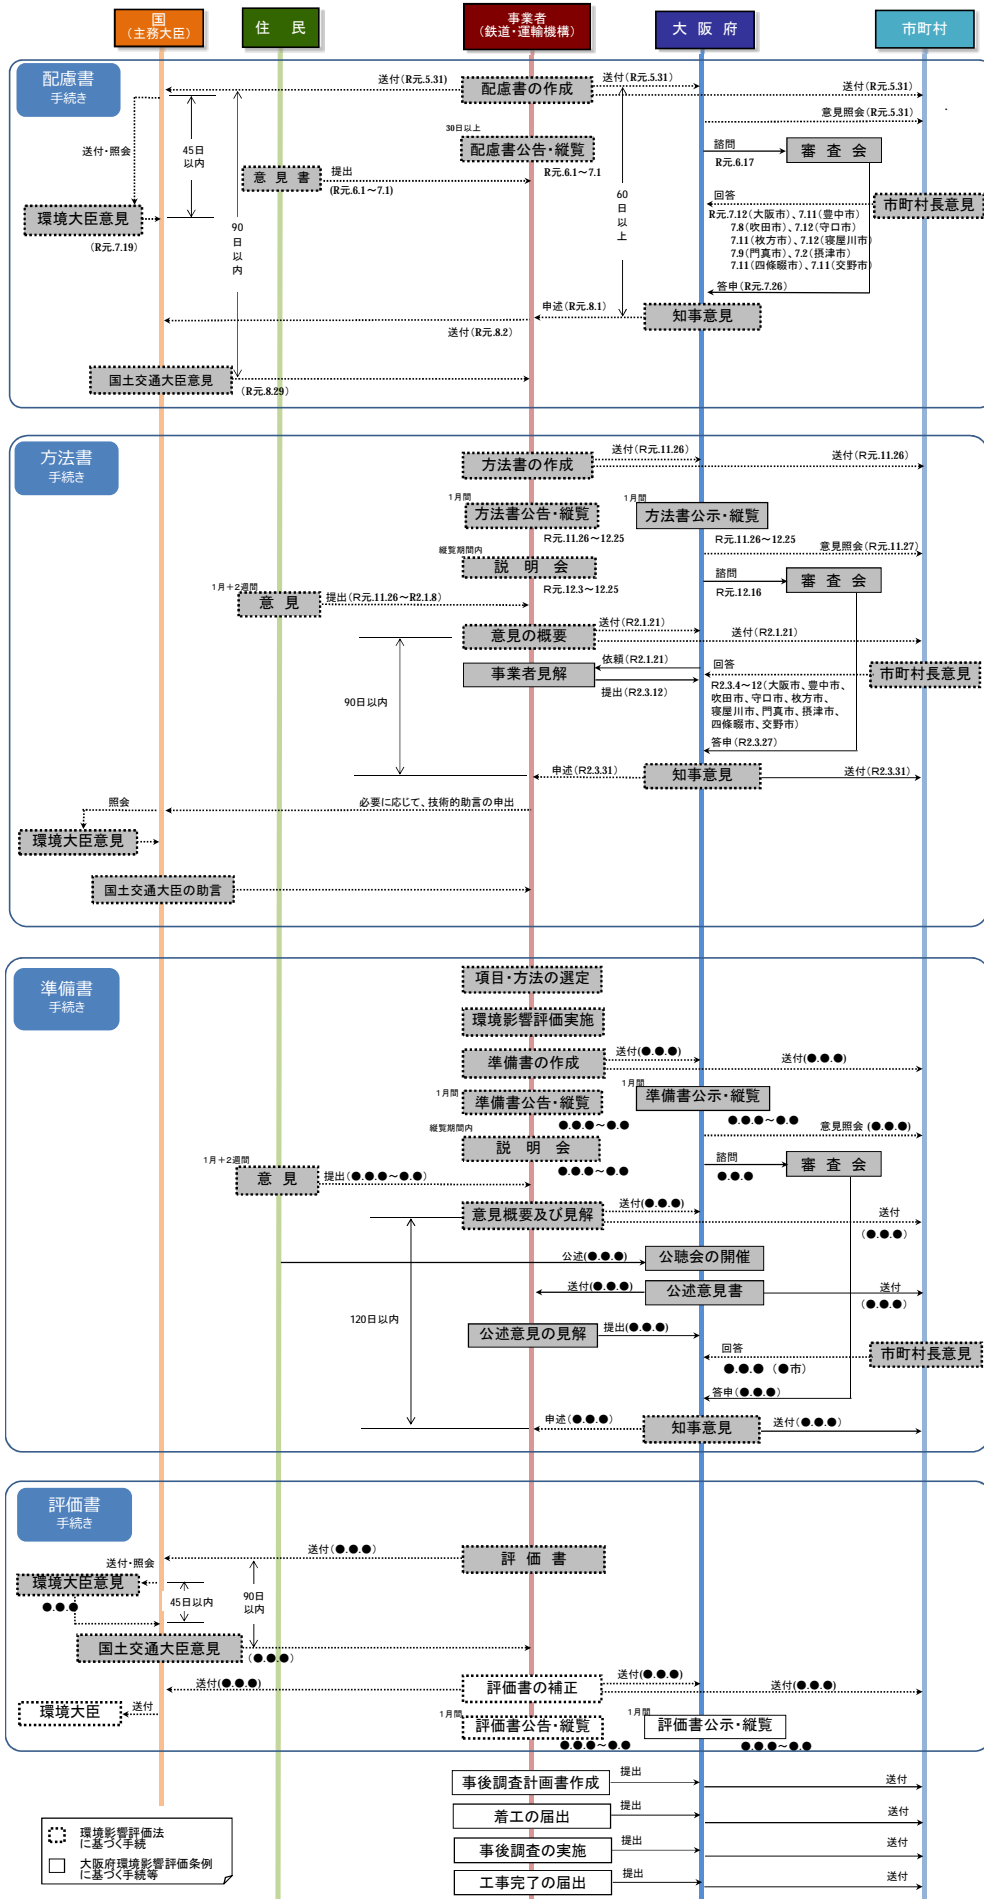 国
（主務大臣）
住　民
事業者
（鉄道・運輸機構）
大 阪 府
市町村
配慮書
手続き
送付（R元.5.31）
配慮書の作成
送付（R元.5.31）
送付（R元.5.31）
意見照会（R元.5.31）
送付・照会
45日
以内
30日以上
配慮書公告・縦覧
R元.6.1～7.1
諮問
R元.6.17
審 査 会
意 見 書
提出
（R元.6.1～7.1）
60
日
以
上
90
日
以
内
回答
市町村長意見
環境大臣意見
（R元.7.19）
R元.7.12（大阪市）、7.11（豊中市）
7.8（吹田市）、7.12（守口市）
7.11（枚方市）、7.12（寝屋川市）
7.9（門真市）、7.2（摂津市）
7.11（四條畷市）、7.11（交野市）
答申（R元.7.26）
申述（R元.8.1）
知事意見
送付（R元.8.2）
国土交通大臣意見
（R元.8.29）
方法書
手続き
方法書の作成
送付（R元.11.26）
送付（R元.11.26）
1月間
方法書公告・縦覧
R元.11.26～12.25
1月間
方法書公示・縦覧
R元.11.26～12.25
意見照会（R元.11.27）
縦覧期間内
説　明　会
R元.12.3～12.25
諮問
R元.12.16
審 査 会
1月＋2週間
意 見
提出（R元.11.26～R2.1.8）
送付（R2.1.21）
意見の概要
送付（R2.1.21）
事業者見解
依頼（R2.1.21）
提出（R2.3.12）
回答
市町村長意見
R2.3.4～12（大阪市、豊中市、
吹田市、守口市、枚方市、
寝屋川市、門真市、摂津市、
四條畷市、交野市）
90日以内
答申（R2.3.27）
申述（R2.3.31）
知事意見
送付（R2.3.31）
照会
必要に応じて、技術的助言の申出
環境大臣意見
国土交通大臣の助言
準備書
手続き
項目・方法の選定
環境影響評価実施
準備書の作成
送付(●.●.●)
送付(●.●.●)
1月間
準備書公告・縦覧
●.●.●～●.●
1月間
準備書公示・縦覧
●.●.●～●.●
意見照会 (●.●.●)
縦覧期間内
説　明　会
●.●.●～●.●
諮問
●.●.●
審 査 会
1月＋2週間
意 見
提出(●.●.●～●.●)
意見概要及び見解
送付(●.●.●)
送付
（●.●.●）
公述(●.●.●)
公聴会の開催
送付(●.●.●)
公述意見書
送付
（●.●.●）
120日以内
公述意見の見解
提出(●.●.●)
回答
●.●.●　（●市）
市町村長意見
答申(●.●.●)
申述(●.●.●)
知事意見
送付(●.●.●)
評価書
手続き
送付(●.●.●)
評 価 書
送付・照会
環境大臣意見
●.●.●
45日以内
90日
以内
国土交通大臣意見
（●.●.●）
送付(●.●.●)
評価書の補正
送付(●.●.●)
送付(●.●.●)
環境大臣
送付
1月間
評価書公告・縦覧
●.●.●～●.●
1月間
評価書公示・縦覧
●.●.●～●.●
事後調査計画書作成
提出
送付
着工の届出
提出
送付
事後調査の実施
提出
送付
工事完了の届出
提出
送付
環境影響評価法
に基づく手続
大阪府環境影響評価条例
に基づく手続等